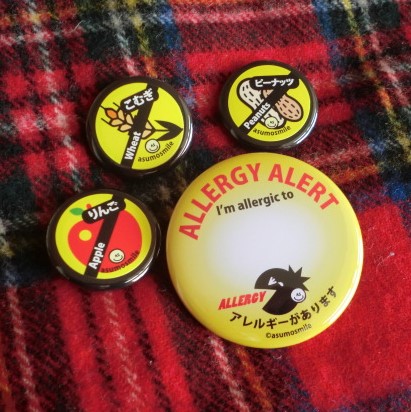 こむぎ
Wheat
asumosmile
ピーナッツ
Peanuts
asumosmile
りんご
Apple
asumosmile
ALLERGY ALERT
I'm allergic to
ALLERGY
アレルギーがあります
©asumosmile